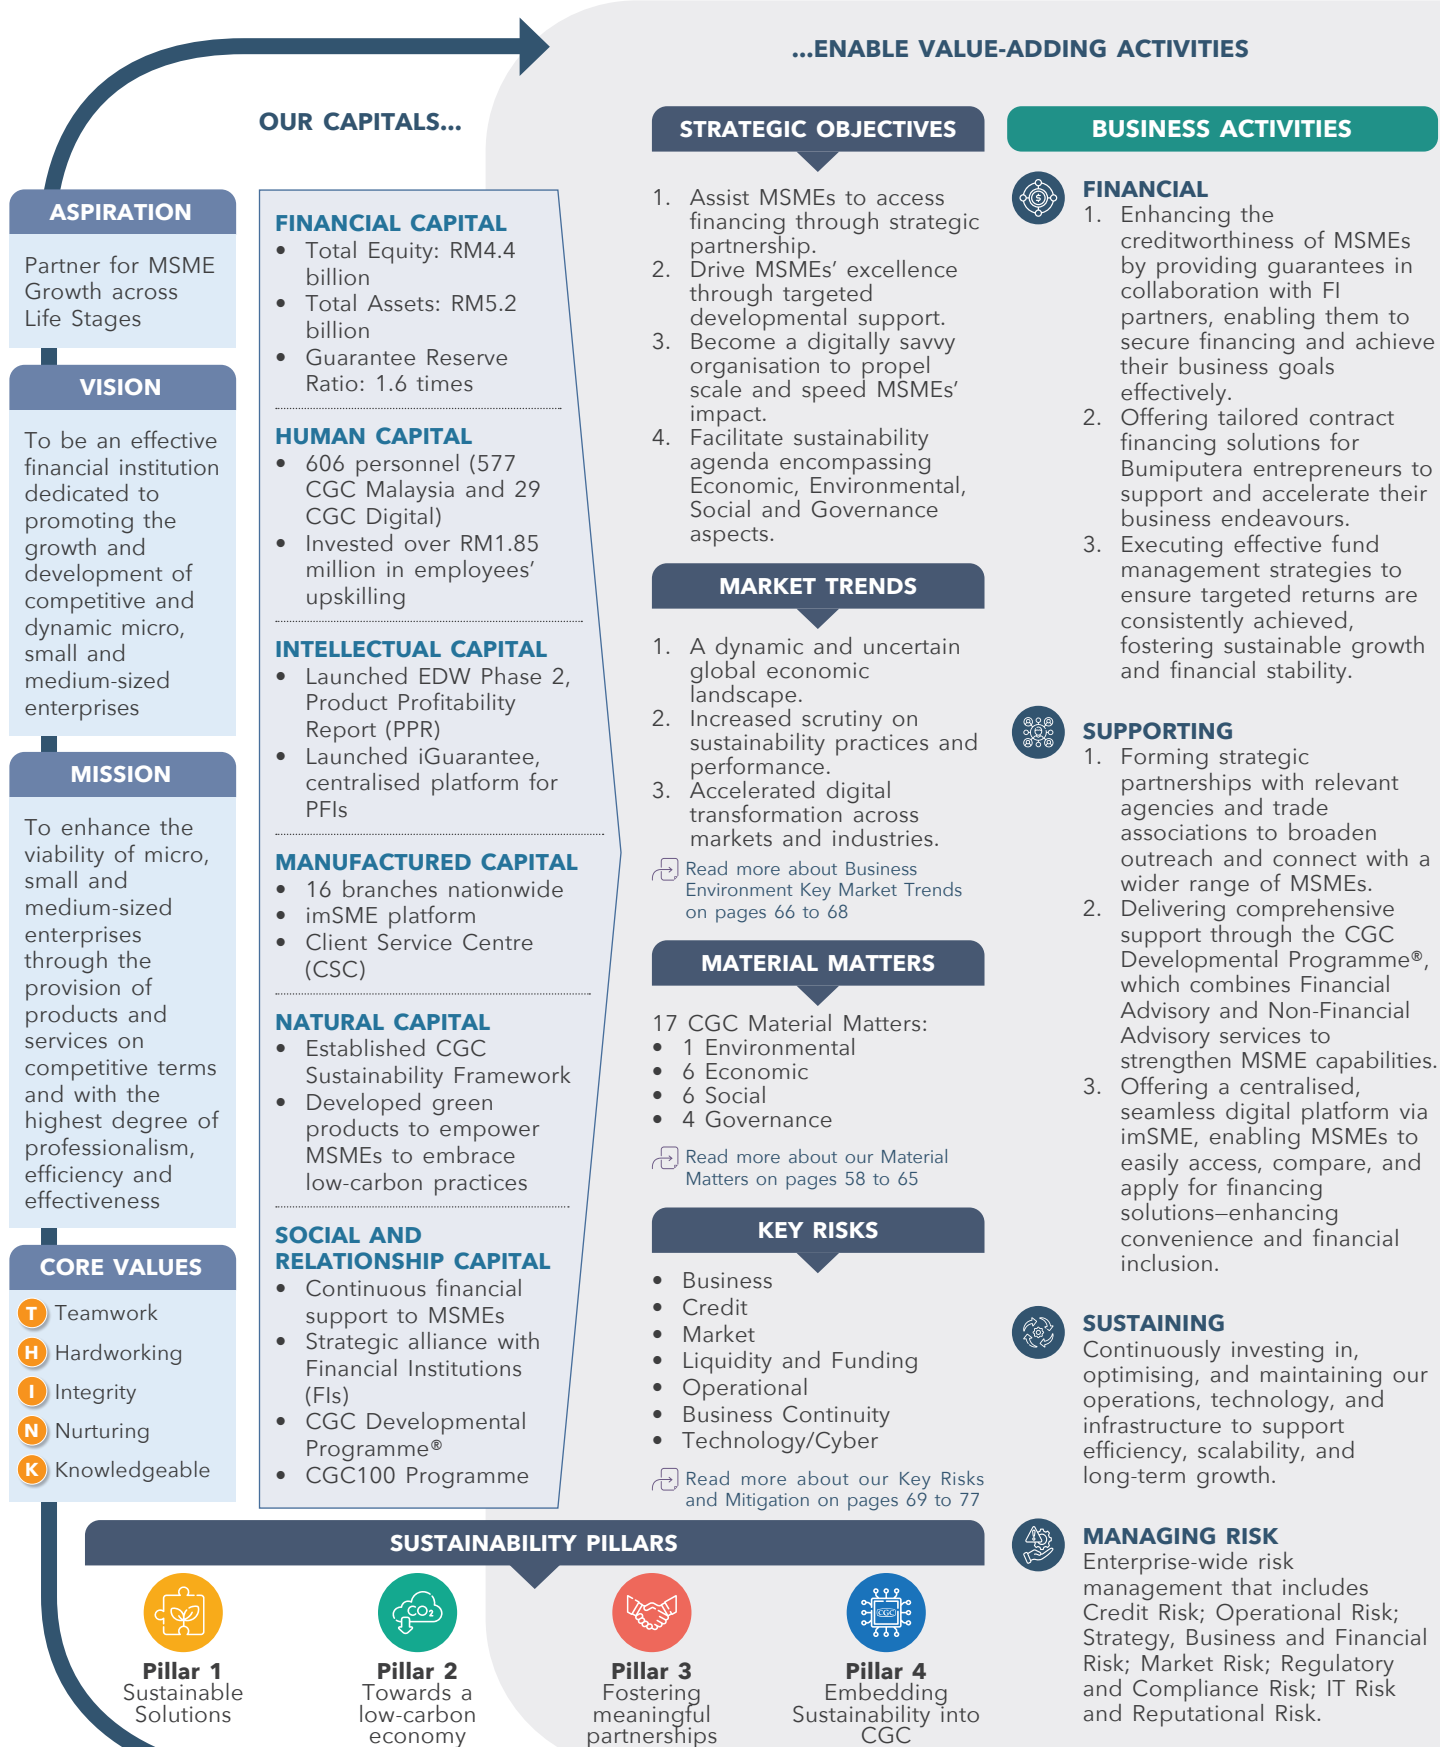 ...ENABLE VALUE-ADDING ACTIVITIES
OUR CAPITALS...
ASPIRATION
Partner for MSME
Growth across
Life Stages
VISION
To be an effective
financial institution
dedicated to
promoting the
growth and
development of
competitive and
dynamic micro,
small and
medium-sized
enterprises
MISSION
To enhance the
viability of micro,
small and
medium-sized
enterprises
through the
provision of
products and
services on
competitive terms
and with the
highest degree of
professionalism,
efficiency and
effectiveness
CORE VALUES
T Teamwork
H Hardworking
I Integrity
N Nurturing
K Knowledgeable
FINANCIAL CAPITAL
• Total Equity: RM4.4
billion
• Total Assets: RM5.2
billion
• Guarantee Reserve
Ratio: 1.6 times
HUMAN CAPITAL
• 606 personnel (577
CGC Malaysia and 29
CGC Digital)
• Invested over RM1.85
million in employees'
upskilling
INTELLECTUAL CAPITAL
• Launched EDW Phase 2,
Product Profitability
Report (PPR)
• Launched iGuarantee,
centralised platform for
PFIs
MANUFACTURED CAPITAL
• 16 branches nationwide
• imSME platform
• Client Service Centre
(CSC)
NATURAL CAPITAL
• Established CGC
Sustainability Framework
• Developed green
products to empower
MSMEs to embrace
low-carbon practices
SOCIAL AND
RELATIONSHIP CAPITAL
• Continuous financial
support to MSMEs
• Strategic alliance with
Financial Institutions
(FIs)
• CGC Developmental
Programme®
• CGC100 Programme
STRATEGIC OBJECTIVES
1. Assist MSMEs to access
financing through strategic
partnership.
2. Drive MSMEs' excellence
through targeted
developmental support.
3. Become a digitally savvy
organisation to propel
scale and speed MSMEs'
impact.
4. Facilitate sustainability
agenda encompassing
Economic, Environmental,
Social and Governance
aspects.
MARKET TRENDS
1. A dynamic and uncertain
global economic
landscape.
2. Increased scrutiny on
sustainability practices and
performance.
3. Accelerated digital
transformation across
markets and industries.
Read more about Business
Environment Key Market Trends
on pages 66 to 68
MATERIAL MATTERS
17 CGC Material Matters:
• 1 Environmental
• 6 Economic
• 6 Social
• 4 Governance
Read more about our Material
Matters on pages 58 to 65
KEY RISKS
• Business
• Credit
• Market
• Liquidity and Funding
• Operational
• Business Continuity
• Technology/Cyber
Read more about our Key Risks
and Mitigation on pages 69 to 77
BUSINESS ACTIVITIES
FINANCIAL
1. Enhancing the
creditworthiness of MSMEs
by providing guarantees in
collaboration with FI
partners, enabling them to
secure financing and achieve
their business goals
effectively.
2. Offering tailored contract
financing solutions for
Bumiputera entrepreneurs to
support and accelerate their
business endeavours.
3. Executing effective fund
management strategies to
ensure targeted returns are
consistently achieved,
fostering sustainable growth
and financial stability.
SUPPORTING
1. Forming strategic
partnerships with relevant
agencies and trade
associations to broaden
outreach and connect with a
wider range of MSMEs.
2. Delivering comprehensive
support through the CGC
Developmental Programme®,
which combines Financial
Advisory and Non-Financial
Advisory services to
strengthen MSME capabilities.
3. Offering a centralised,
seamless digital platform via
imSME, enabling MSMEs to
easily access, compare, and
apply for financing
solutions—enhancing
convenience and financial
inclusion.
SUSTAINING
Continuously investing in,
optimising, and maintaining our
operations, technology, and
infrastructure to support
efficiency, scalability, and
long-term growth.
MANAGING RISK
Enterprise-wide risk
management that includes
Credit Risk; Operational Risk;
Strategy, Business and Financial
Risk; Market Risk; Regulatory
and Compliance Risk; IT Risk
and Reputational Risk.
SUSTAINABILITY PILLARS
Pillar 1
Sustainable
Solutions
CO₂
Pillar 2
Towards a
low-carbon
economy
Pillar 3
Fostering
meaningful
partnerships
CGC
Pillar 4
Embedding
Sustainability into
CGC